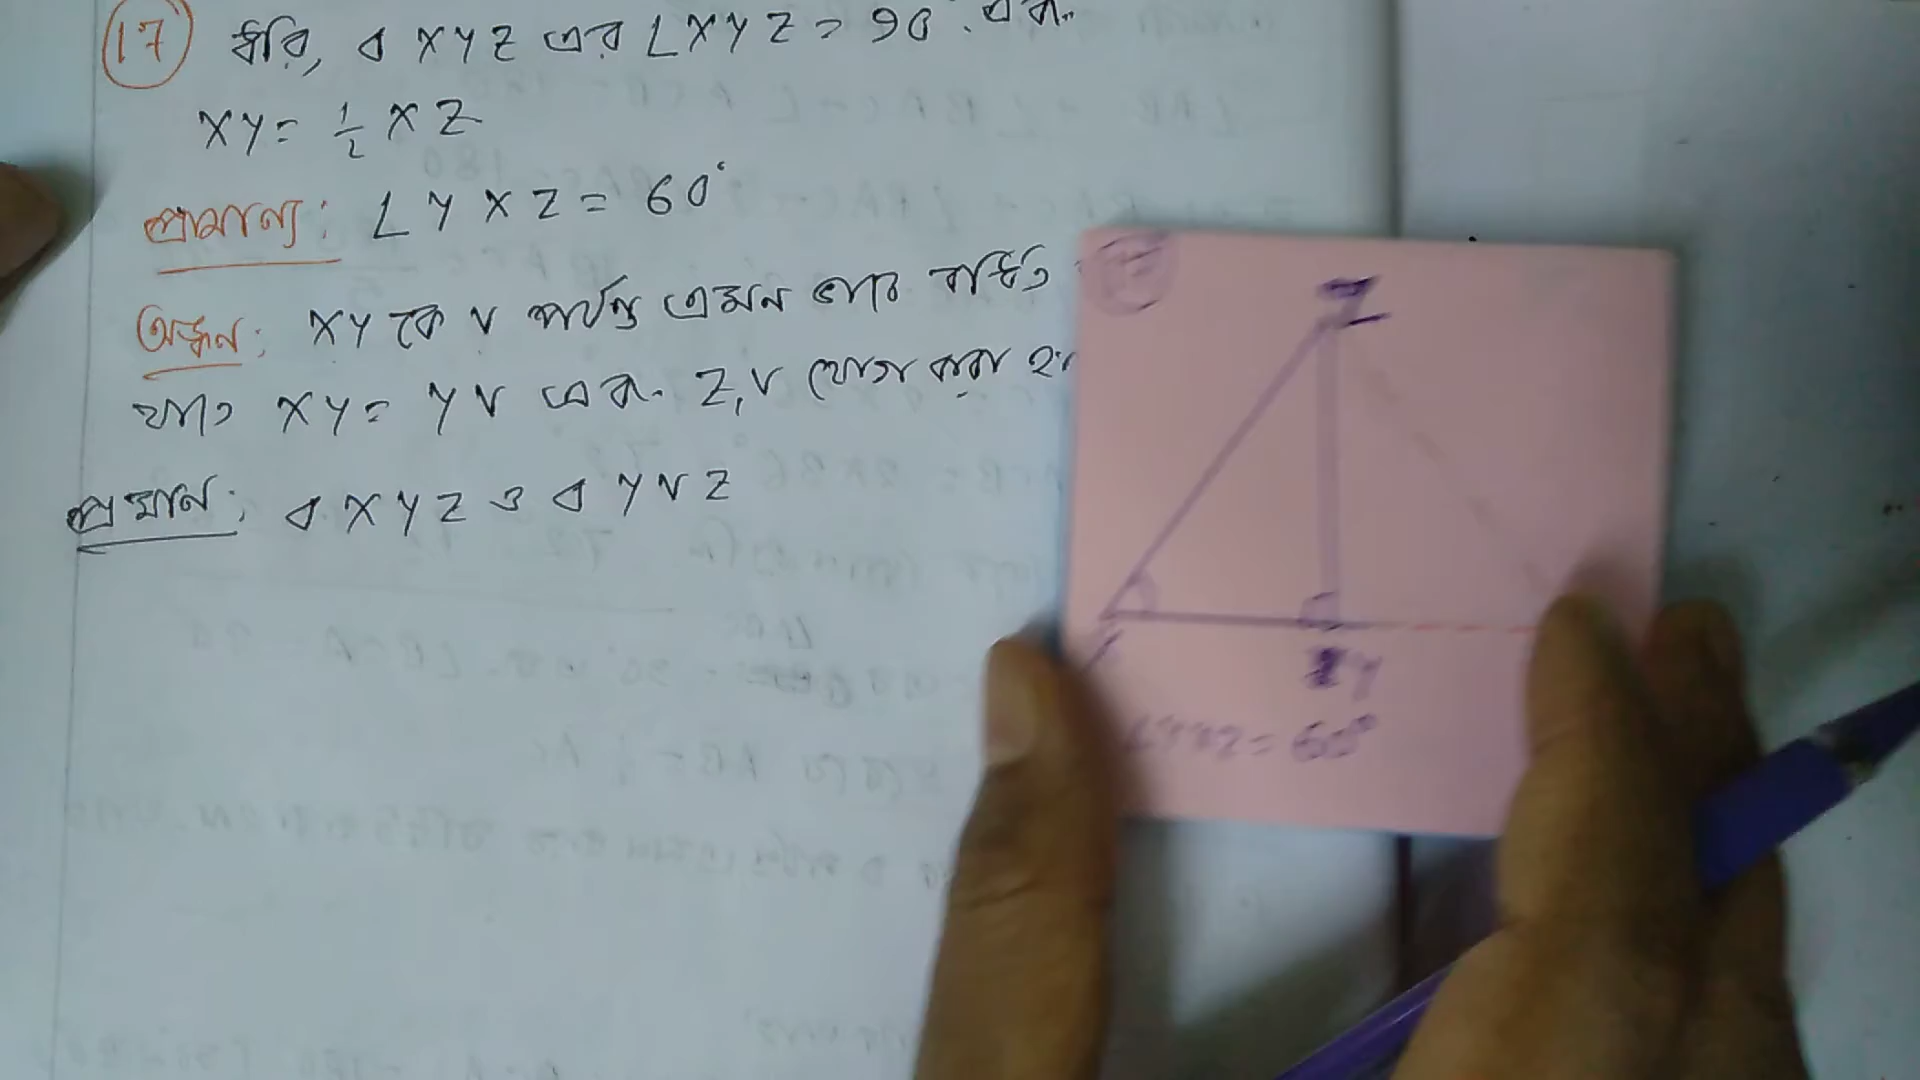 17 ধরি, Δ XYZ এর ∠XYZ = 90°. এবং
XY = 1/2 XZ
প্রমাণ্য: ∠YXZ = 60°
অঙ্কন: XY কে V পর্যন্ত এমন ভাবে বর্ধিত
যাতে XY = YV এবং Z, V যোগ করা
প্রমাণ: Δ XYZ ও Δ YVZ
17
Z
Y
∠YXZ = 60°